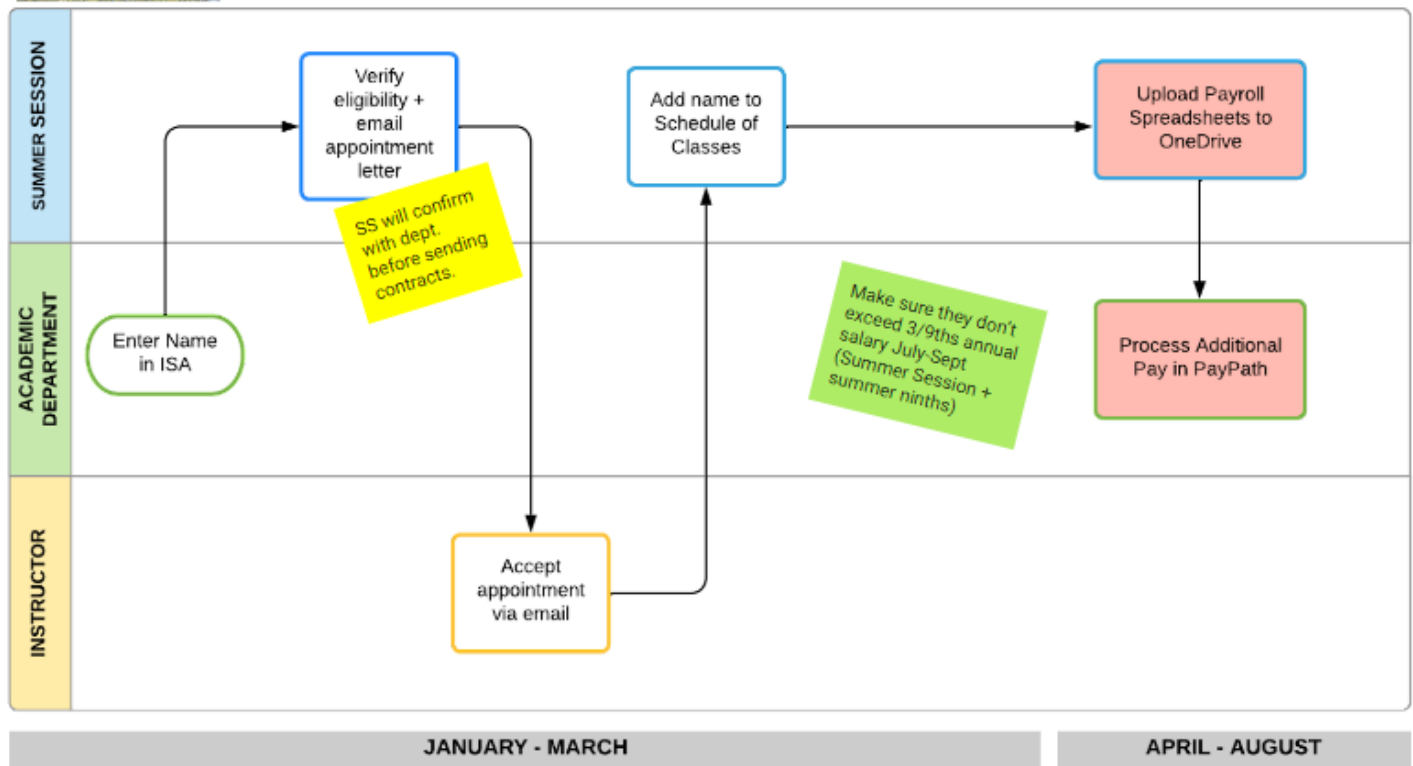 SUMMER SESSION
Verify
eligibility +
email
appointment
letter
SS will confirm
with dept.
before sending
contracts.
Add name to
Schedule of
Classes
Upload Payroll
Spreadsheets to
OneDrive
ACADEMIC
DEPARTMENT
Enter Name
in ISA
Make sure they don't
exceed 3/9ths annual
salary July-Sept
(Summer Session +
summer ninths)
Process Additional
Pay in PayPath
INSTRUCTOR
Accept
appointment
via email
JANUARY - MARCH
APRIL - AUGUST